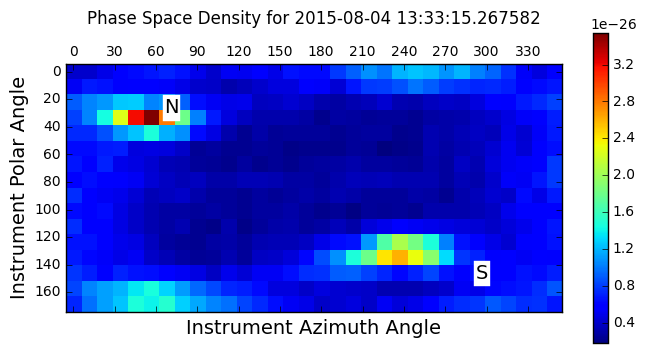 Phase Space Density for 2015-08-04 13:33:15.267582
1e−26
0 30 60 90 120 150 180 210 240 270 300 330
0
20
40
60
80
100
120
140
160
N
S
3.2
2.8
2.4
2.0
1.6
1.2
0.8
0.4
Instrument Polar Angle
Instrument Azimuth Angle